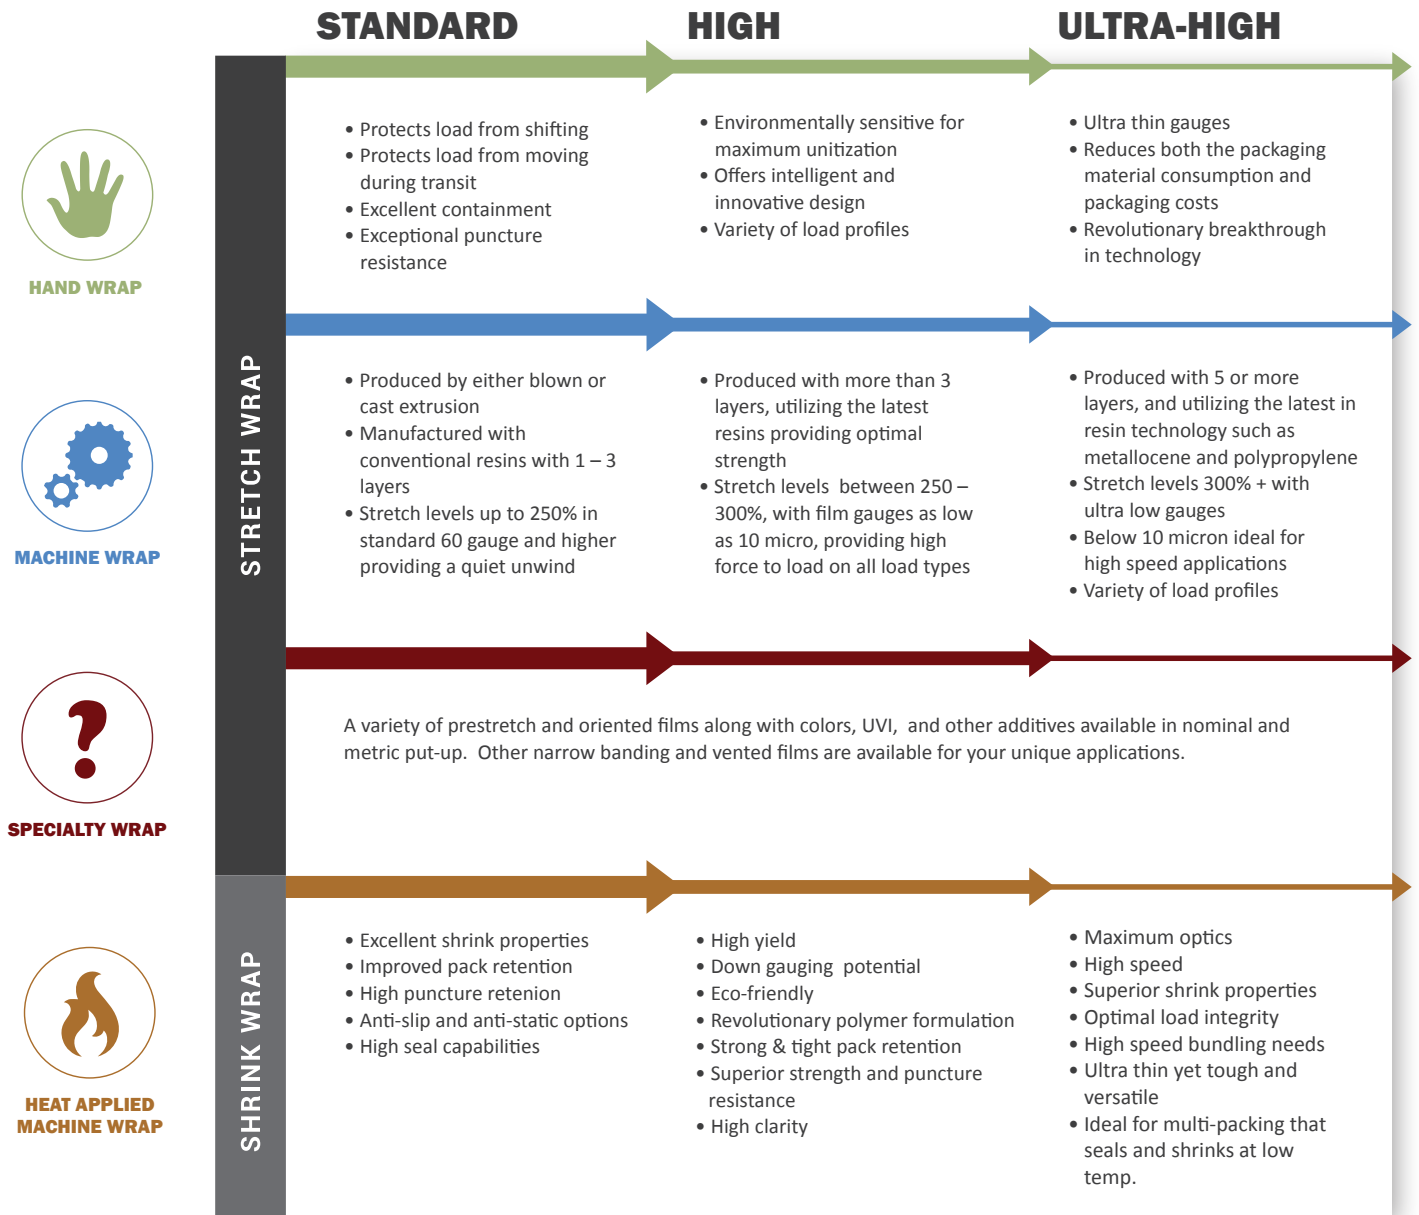 STANDARD
HIGH
ULTRA-HIGH
STRETCH WRAP
HAND WRAP
• Protects load from shifting
• Protects load from moving
during transit
• Excellent containment
• Exceptional puncture
resistance
• Environmentally sensitive for
maximum unitization
• Offers intelligent and
innovative design
• Variety of load profiles
• Ultra thin gauges
• Reduces both the packaging
material consumption and
packaging costs
• Revolutionary breakthrough
in technology
MACHINE WRAP
• Produced by either blown or
cast extrusion
• Manufactured with
conventional resins with 1 – 3
layers
• Stretch levels up to 250% in
standard 60 gauge and higher
providing a quiet unwind
• Produced with more than 3
layers, utilizing the latest
resins providing optimal
strength
• Stretch levels  between 250 –
300%, with film gauges as low
as 10 micro, providing high
force to load on all load types
• Produced with 5 or more
layers, and utilizing the latest in
resin technology such as
metallocene and polypropylene
• Stretch levels 300% + with
ultra low gauges
• Below 10 micron ideal for
high speed applications
• Variety of load profiles
SPECIALTY WRAP
A variety of prestretch and oriented films along with colors, UVI,  and other additives available in nominal and
metric put-up.  Other narrow banding and vented films are available for your unique applications.
SHRINK WRAP
HEAT APPLIED
MACHINE WRAP
• Excellent shrink properties
• Improved pack retention
• High puncture retenion
• Anti-slip and anti-static options
• High seal capabilities
• High yield
• Down gauging  potential
• Eco-friendly
• Revolutionary polymer formulation
• Strong & tight pack retention
• Superior strength and puncture
resistance
• High clarity
• Maximum optics
• High speed
• Superior shrink properties
• Optimal load integrity
• High speed bundling needs
• Ultra thin yet tough and
versatile
• Ideal for multi-packing that
seals and shrinks at low
temp.